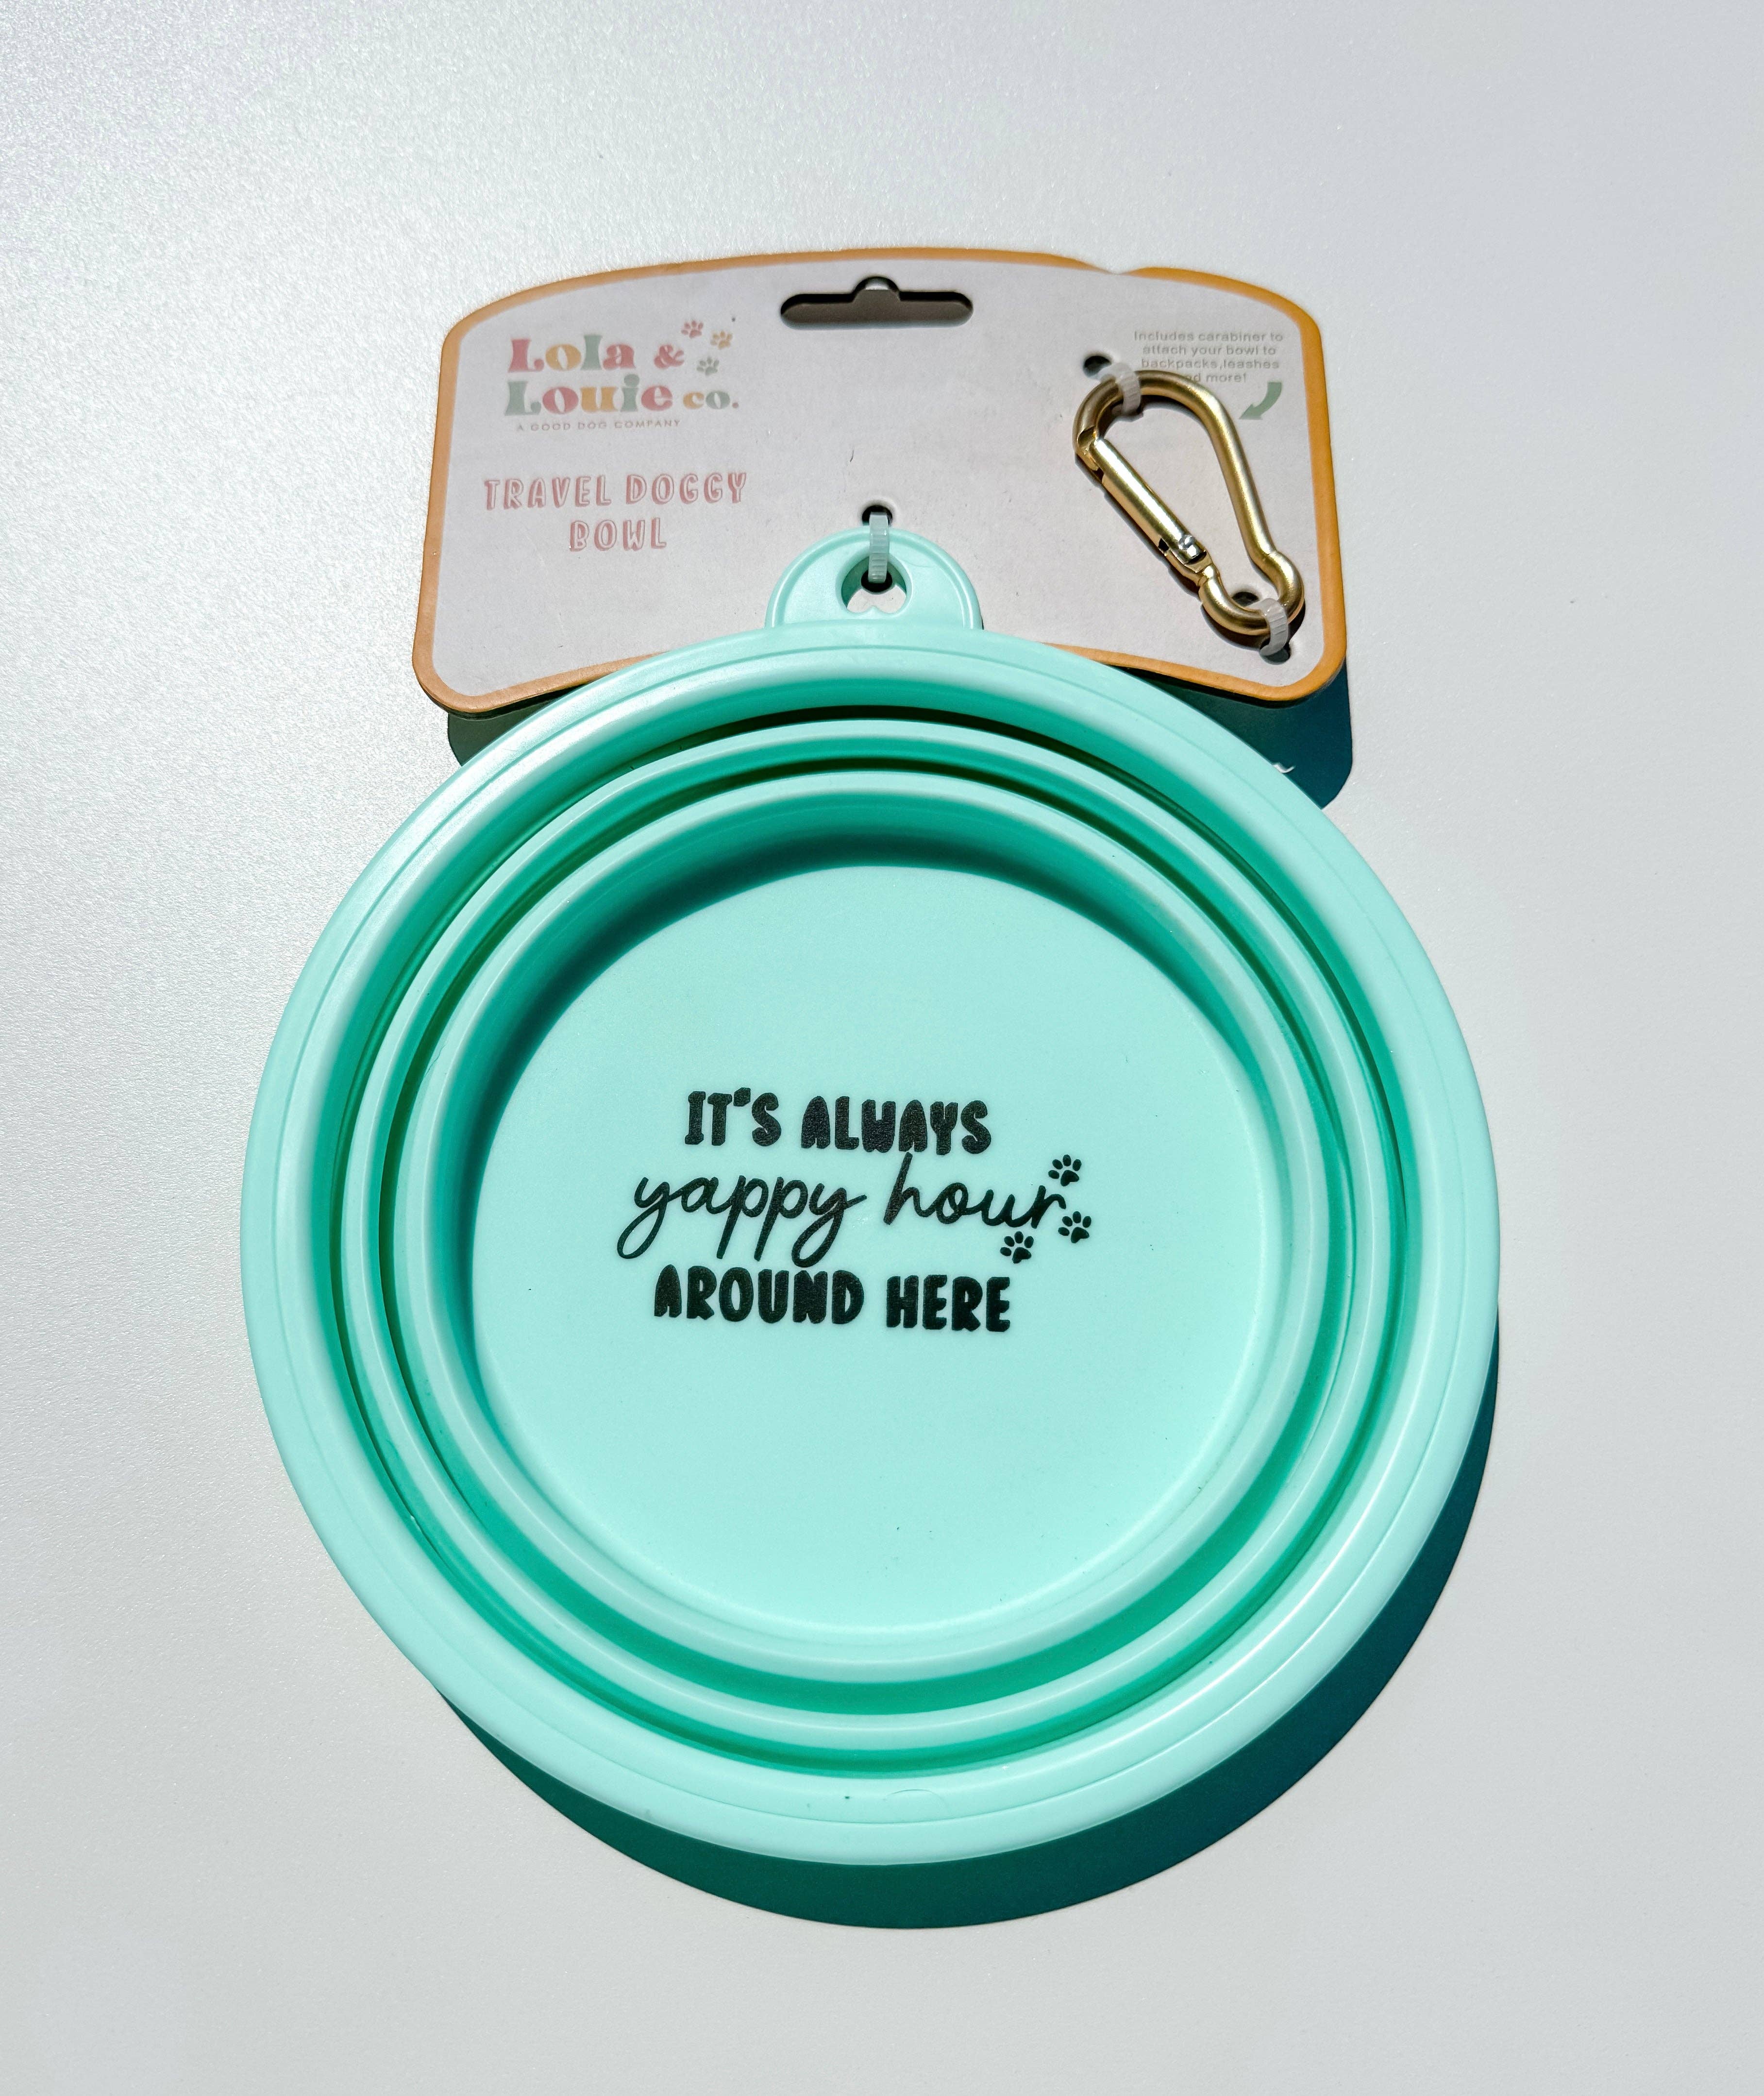 Lola &
Louie co.
A GOOD DOG COMPANY
TRAVEL DOGGY
BOWL
Includes carabiner to
attach your bowl to
backpacks,leashes
more!
IT'S ALWAYS
yappy hour
AROUND HERE